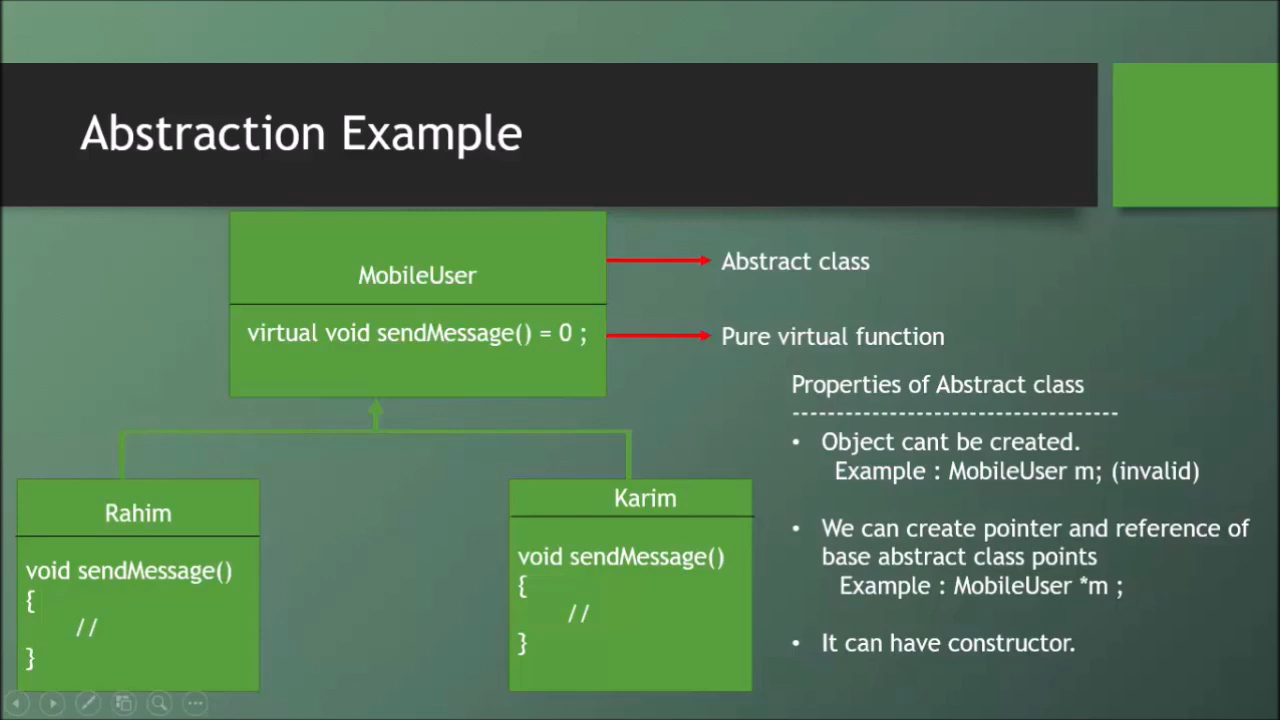 Abstraction Example
MobileUser
virtual void sendMessage() = 0 ;
Abstract class
Pure virtual function
Properties of Abstract class
------------------------------------
• Object cant be created.
Example : MobileUser m; (invalid)
• We can create pointer and reference of
base abstract class points
Example : MobileUser *m ;
• It can have constructor.
Rahim
void sendMessage()
{
//
}
Karim
void sendMessage()
{
//
}